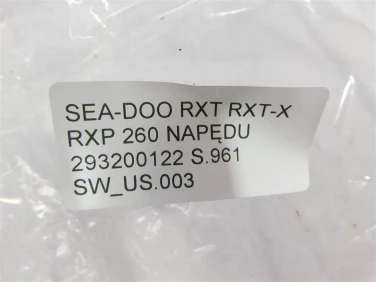 SEA-DOO RXT RXT-X
RXP 260 NAPĘDU
293200122 S.961
SW_US.003